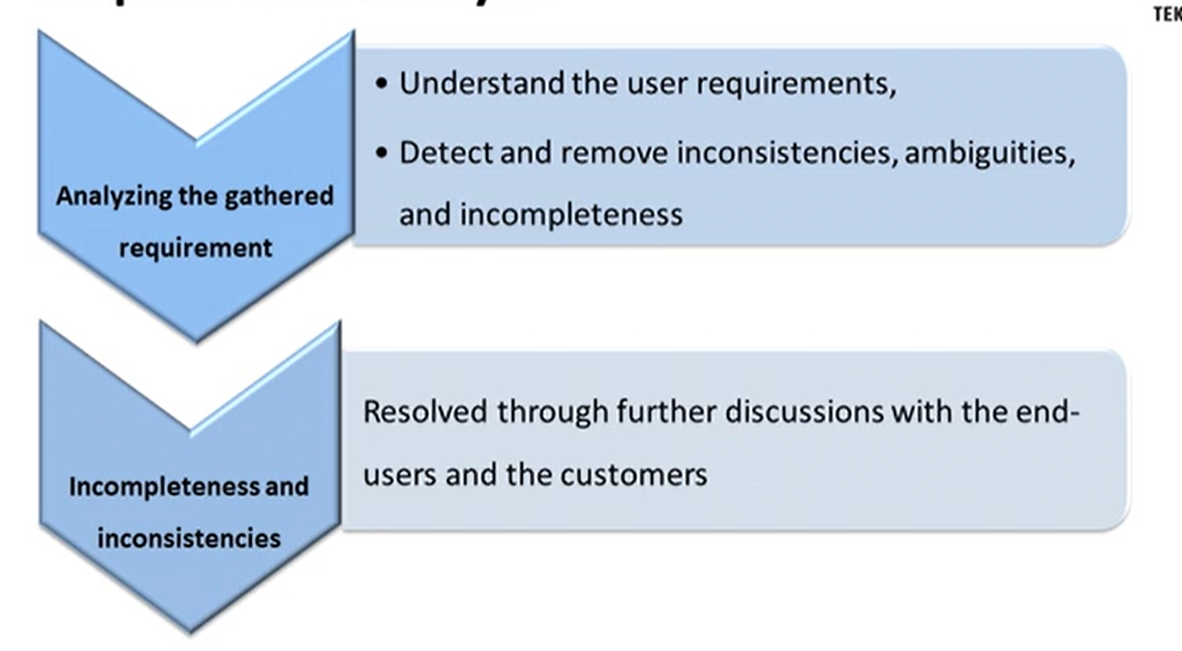 TEK
• Understand the user requirements,
• Detect and remove inconsistencies, ambiguities,
and incompleteness
Analyzing the gathered
requirement
Resolved through further discussions with the end-
users and the customers
Incompleteness and
inconsistencies